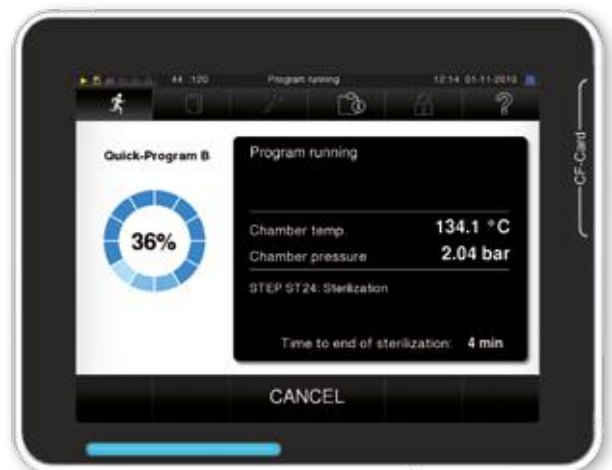 44 :120 Program running 12:14 01-11-2010
?
Quick-Program B
Program running
36%
Chamber temp. 134.1 °C
Chamber pressure 2.04 bar
STEP ST24: Sterilization
Time to end of sterilization: 4 min
CANCEL
CF-Card